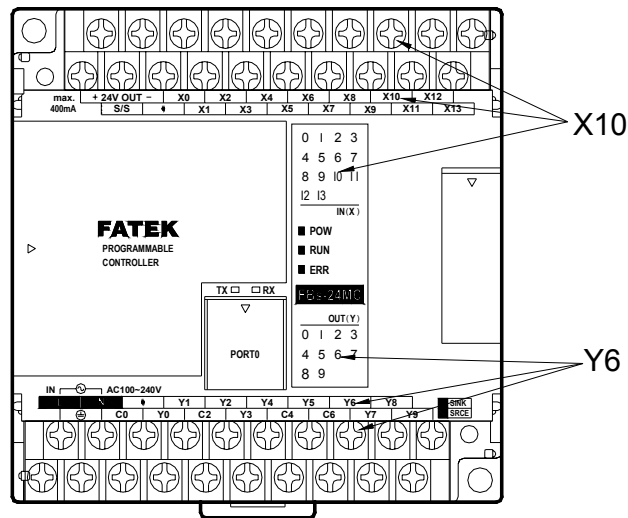 max. + 24V OUT − X0 X2 X4 X6 X8 X10 X12
400mA S/S X1 X3 X5 X7 X9 X11 X13
X10
0 1 2 3
4 5 6 7
8 9 10 11
12 13
IN(X)
FATEK
PROGRAMMABLE
CONTROLLER
POW
RUN
ERR
TX RX
FBs-24MC
PORT0
OUT(Y)
0 1 2 3
4 5 6 7
8 9
Y6
IN AC100~240V
Y1 Y2 Y4 Y5 Y6 Y8 SINK
C0 Y0 C2 Y3 C4 C6 Y7 Y9 SRCE